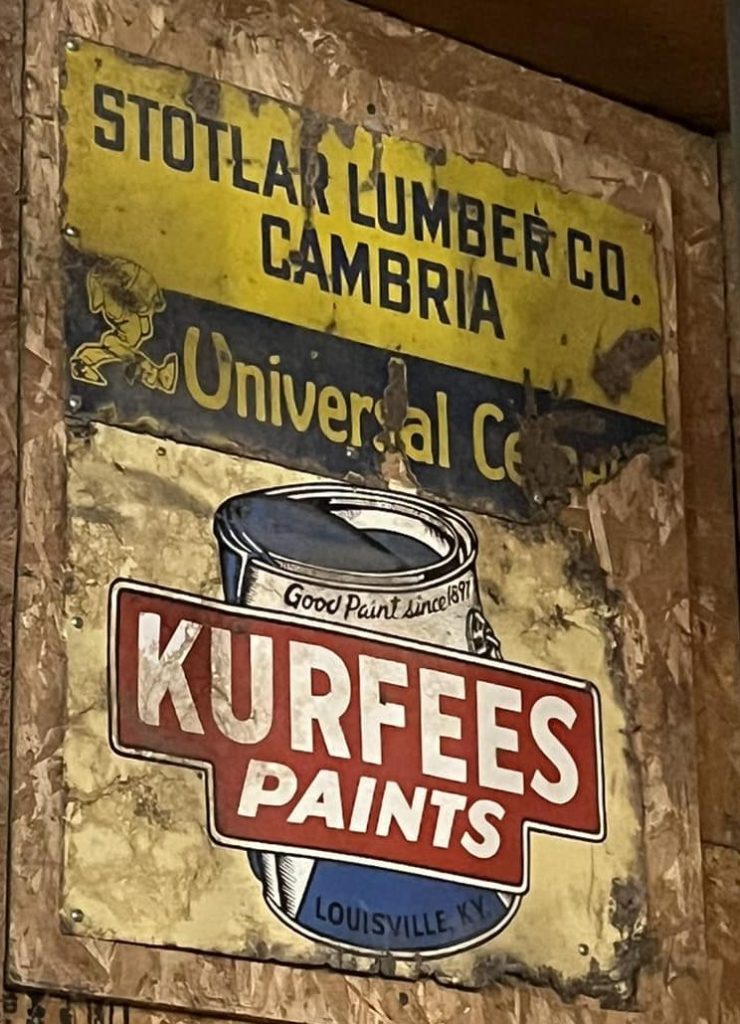 STOTLAR LUMBER CO.
CAMBRIA
Universal
Good Paint since 1897
KURFEES
PAINTS
LOUISVILLE, KY.